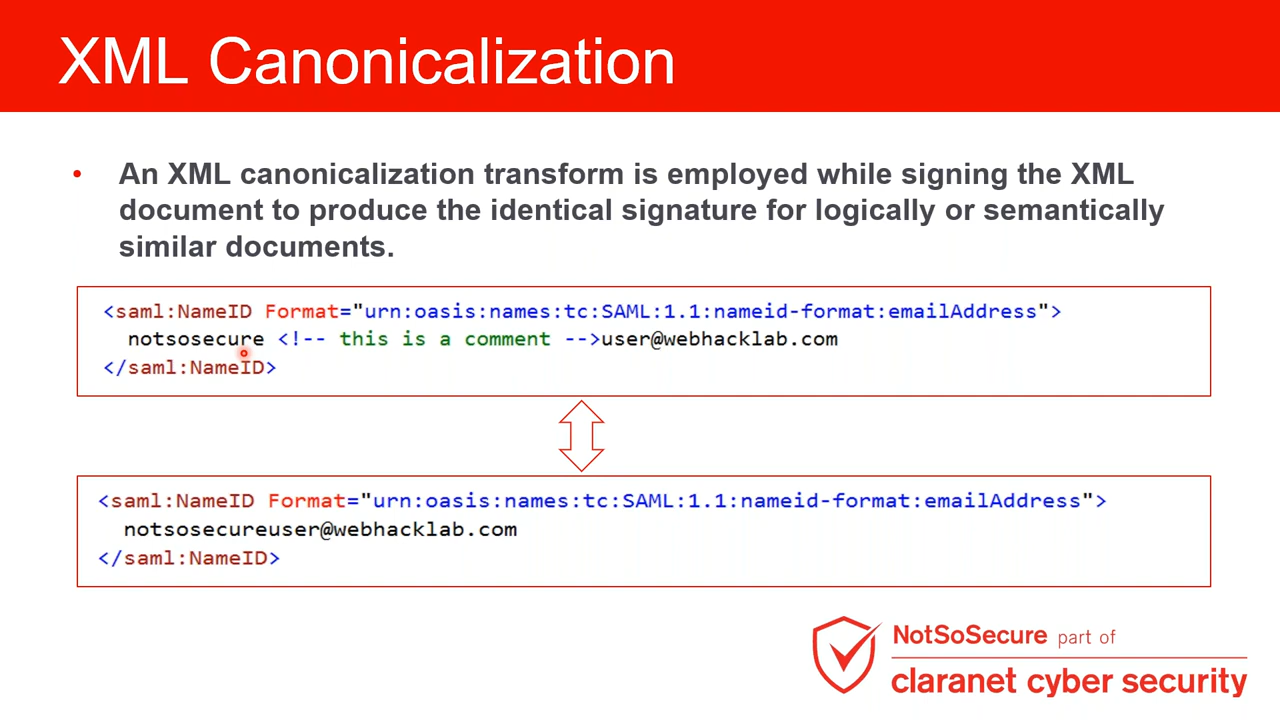 XML Canonicalization
• An XML canonicalization transform is employed while signing the XML
document to produce the identical signature for logically or semantically
similar documents.
<saml:NameID Format="urn:oasis:names:tc:SAML:1.1:nameid-format:emailAddress">
notsosecure <!-- this is a comment -->user@webhacklab.com
</saml:NameID>
<saml:NameID Format="urn:oasis:names:tc:SAML:1.1:nameid-format:emailAddress">
notsosecureuser@webhacklab.com
</saml:NameID>
NotSoSecure part of
claranet cyber security